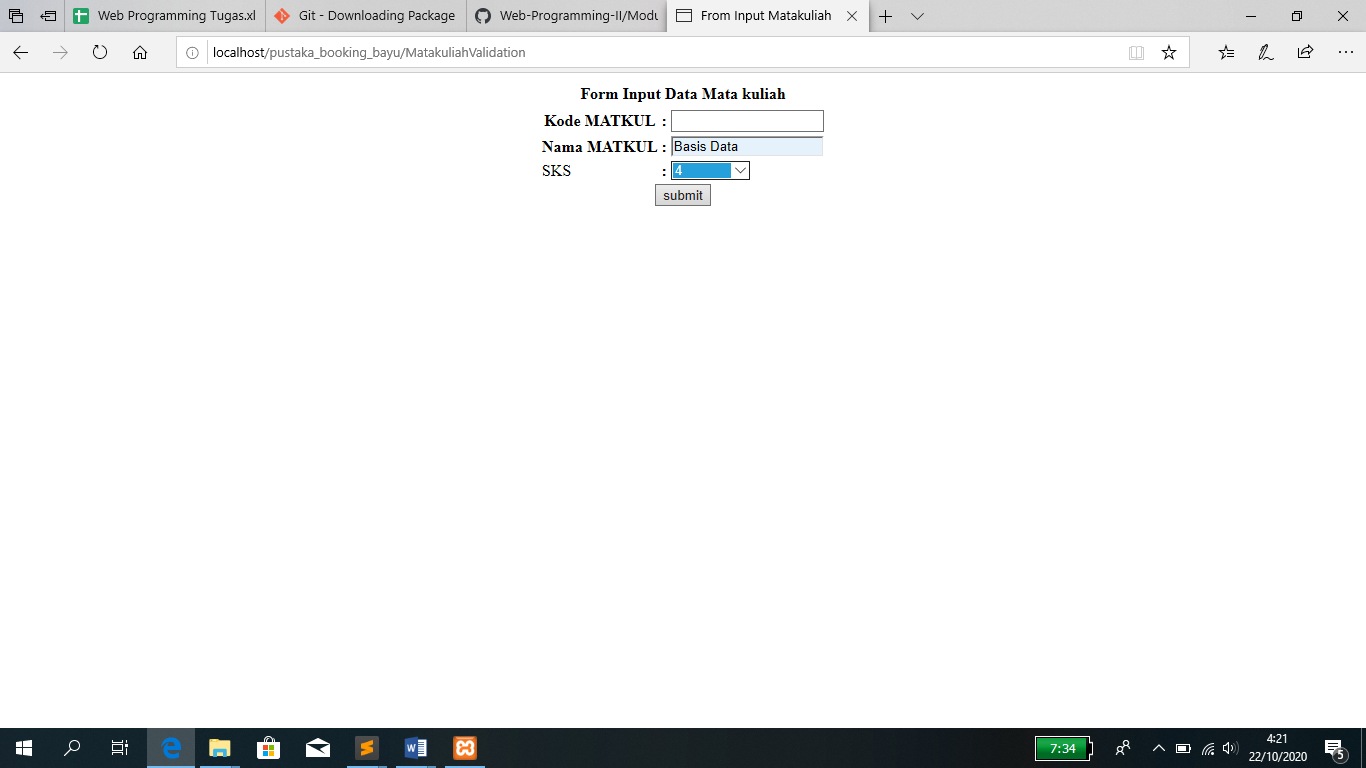 Web Programming Tugas.xl
Git - Downloading Package
Web-Programming-II/Modu
From Input Matakuliah
localhost/pustaka_booking_bayu/MatakuliahValidation
Form Input Data Mata kuliah
Kode MATKUL :
Nama MATKUL : Basis Data
SKS : 4
submit
7:34
4:21
22/10/2020
5